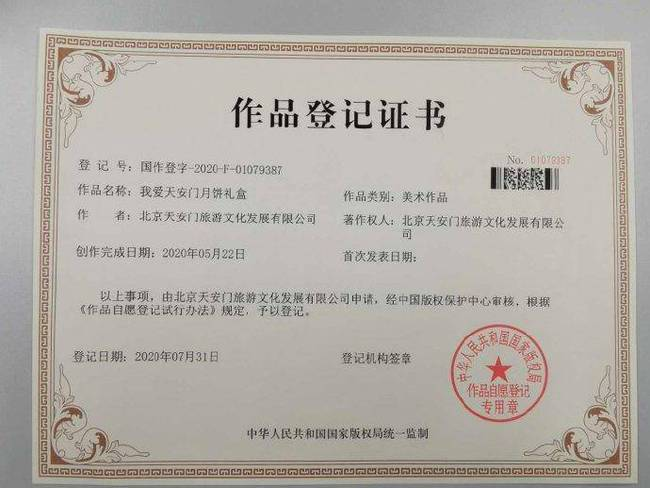 作品登记证书
No. 01079387
登 记 号：国作登字-2020-F-01079387
作品名称：我爱天安门月饼礼盒
作品类别：美术作品
作 者：北京天安门旅游文化发展有限公司
著作权人：北京天安门旅游文化发展有限公
司
创作完成日期：2020年05月22日
首次发表日期：
以上事项，由北京天安门旅游文化发展有限公司申请，经中国版权保护中心审核，根据
《作品自愿登记试行办法》规定，予以登记。
登记日期：2020年07月31日
登记机构签章
中华人民共和国国家版权局
作品自愿登记
专用章
中华人民共和国国家版权局统一监制